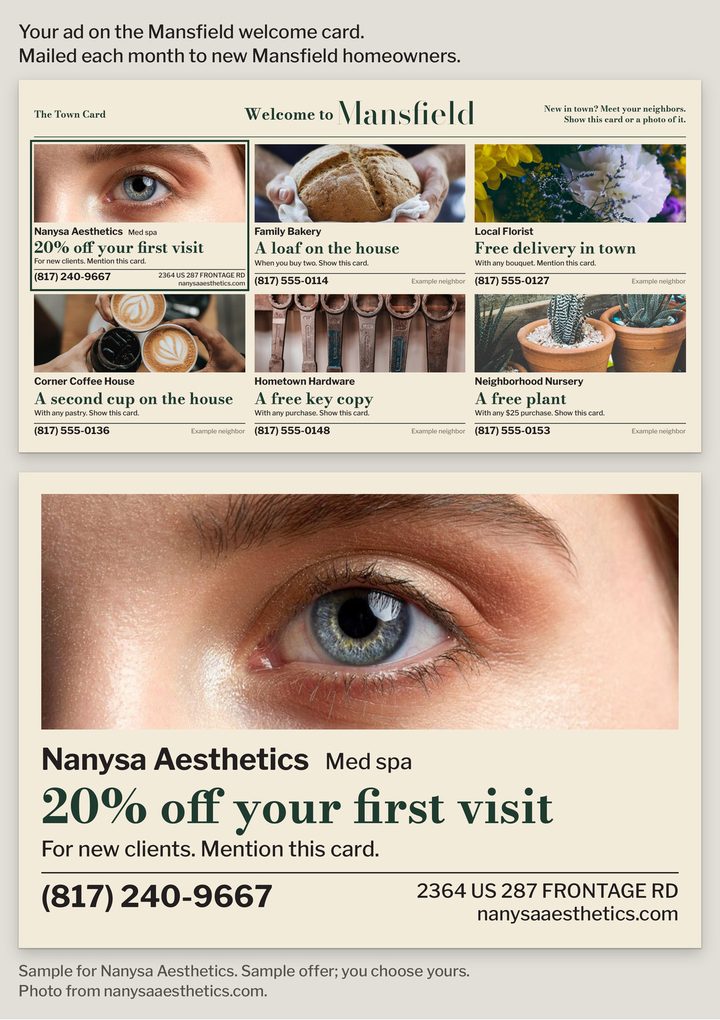 Your ad on the Mansfield welcome card.
Mailed each month to new Mansfield homeowners.
The Town Card
Welcome to Mansfield
New in town? Meet your neighbors.
Show this card or a photo of it.
Nanysa Aesthetics Med spa
20% off your first visit
For new clients. Mention this card.
(817) 240-9667
2364 US 287 FRONTAGE RD
nanysaaesthetics.com
Family Bakery
A loaf on the house
When you buy two. Show this card.
(817) 555-0114
Example neighbor
Local Florist
Free delivery in town
With any bouquet. Mention this card.
(817) 555-0127
Example neighbor
Corner Coffee House
A second cup on the house
With any pastry. Show this card.
(817) 555-0136
Example neighbor
Hometown Hardware
A free key copy
With any purchase. Show this card.
(817) 555-0148
Example neighbor
Neighborhood Nursery
A free plant
With any $25 purchase. Show this card.
(817) 555-0153
Example neighbor
Nanysa Aesthetics Med spa
20% off your first visit
For new clients. Mention this card.
(817) 240-9667
2364 US 287 FRONTAGE RD
nanysaaesthetics.com
Sample for Nanysa Aesthetics. Sample offer; you choose yours.
Photo from nanysaaesthetics.com.